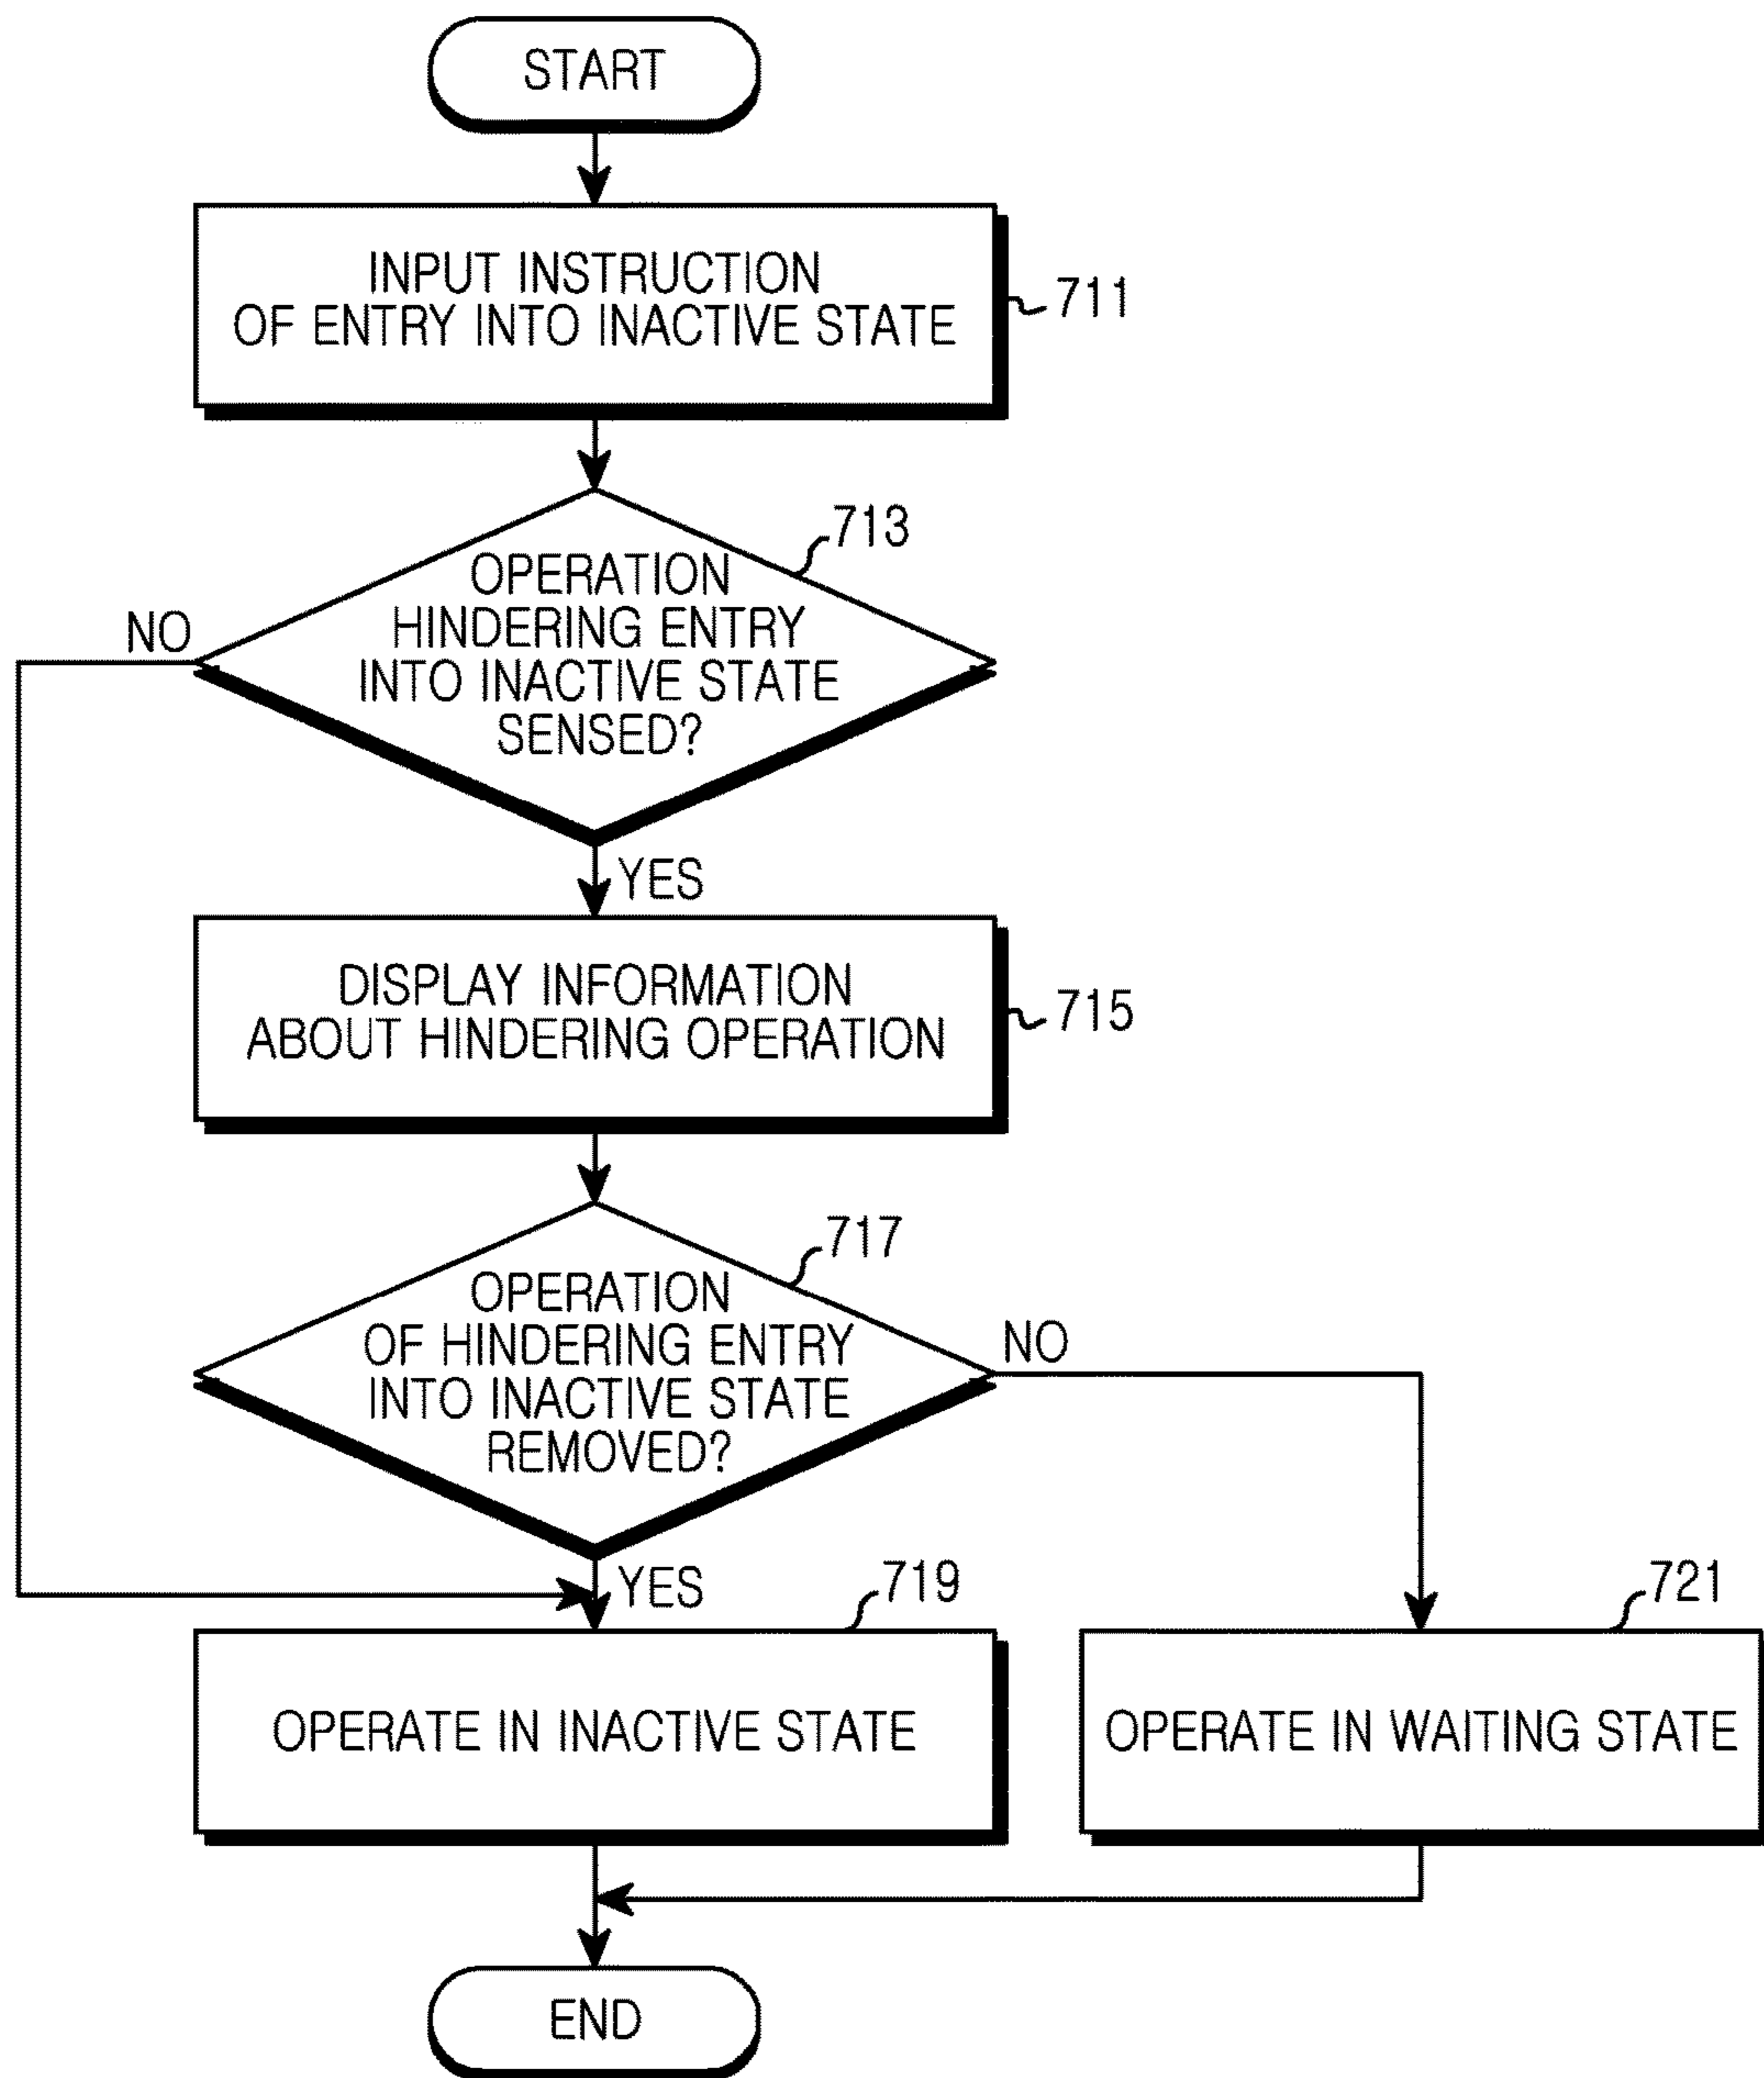 START
INPUT INSTRUCTION
OF ENTRY INTO INACTIVE STATE
711
713
OPERATION
HINDERING ENTRY
INTO INACTIVE STATE
SENSED?
NO
YES
DISPLAY INFORMATION
ABOUT HINDERING OPERATION
715
717
OPERATION
OF HINDERING ENTRY
INTO INACTIVE STATE
REMOVED?
NO
YES
719
721
OPERATE IN INACTIVE STATE
OPERATE IN WAITING STATE
END